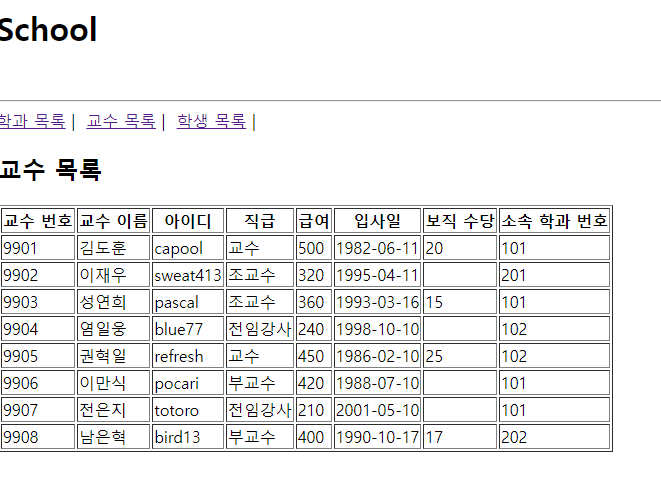 School
학과 목록 | 교수 목록 | 학생 목록 |
교수 목록
교수 번호 교수 이름 아이디 직급 급여 입사일 보직 수당 소속 학과 번호
9901 김도훈 capool 교수 500 1982-06-11 20 101
9902 이재우 sweat413 조교수 320 1995-04-11 201
9903 성연희 pascal 조교수 360 1993-03-16 15 101
9904 염일웅 blue77 전임강사 240 1998-10-10 102
9905 권혁일 refresh 교수 450 1986-02-10 25 102
9906 이만식 pocari 부교수 420 1988-07-10 101
9907 전은지 totoro 전임강사 210 2001-05-10 101
9908 남은혁 bird13 부교수 400 1990-10-17 17 202